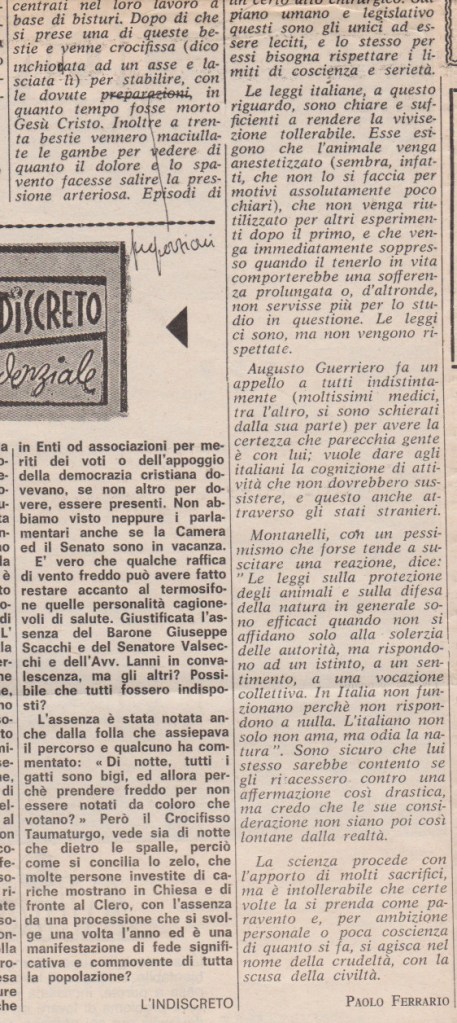 centrati nel loro lavoro a
base di bisturi. Dopo di che
si prese una di queste be-
stie e venne crocifissa (dico
inchiodata ad un asse e la-
sciata lì) per stabilire, con
le dovute preparazioni, in
quanto tempo fosse morto
Gesù Cristo. Inoltre a tren-
ta bestie vennero maciulla-
te le gambe per vedere di
quanto il dolore e lo spa-
vento facesse salire la pres-
sione arteriosa. Episodi di
proporzioni
piano umano e legislativo
questi sono gli unici ad es-
sere leciti, e lo stesso per
essi bisogna rispettare i li-
miti di coscienza e serietà.
Le leggi italiane, a questo
riguardo, sono chiare e suf-
ficienti a rendere la vivise-
zione tollerabile. Esse esi-
gono che l'animale venga
anestetizzato (sembra, infat-
ti, che non lo si faccia per
motivi assolutamente poco
chiari), che non venga riu-
tilizzato per altri esperimen-
ti dopo il primo, e che ven-
ga immediatamente soppres-
so quando il tenerlo in vita
comporterebbe una sofferen-
za prolungata o, d'altronde,
non servisse più per lo stu-
dio in questione. Le leggi
ci sono, ma non vengono ri-
spettate.
Augusto Guerriero fa un
appello a tutti indistinta-
mente (moltissimi medici,
tra l'altro, si sono schierati
dalla sua parte) per avere la
certezza che parecchia gente
è con lui; vuole dare agli
italiani la cognizione di atti-
vità che non dovrebbero sus-
sistere, e questo anche at-
traverso gli stati stranieri.
Montanelli, con un pessi-
mismo che forse tende a su-
scitare una reazione, dice:
" Le leggi sulla protezione
degli animali e sulla difesa
della natura in generale so-
no efficaci quando non si
affidano solo alla solerzia
delle autorità, ma rispondo-
no ad un istinto, a un sen-
timento, a una vocazione
collettiva. In Italia non fun-
zionano perchè non rispon-
dono a nulla. L'italiano non
solo non ama, ma odia la na-
tura". Sono sicuro che lui
stesso sarebbe contento se
gli ri acessero contro una
affermazione così drastica,
ma credo che le sue consi-
derazione non siano poi così
lontane dalla realtà.
La scienza procede con
l'apporto di molti sacrifici,
ma è intollerabile che certe
volte la si prenda come pa-
ravento e, per ambizione
personale o poca coscienza
di quanto si fa, si agisca nel
nome della crudeltà, con la
scusa della civiltà.
PAOLO FERRARIO
DISCRETO
denziale
in Enti od associazioni per me-
riti dei voti o dell'appoggio
della democrazia cristiana do-
vevano, se non altro per do-
vere, essere presenti. Non ab-
biamo visto neppure i parla-
mentari anche se la Camera
ed il Senato sono in vacanza.
E' vero che qualche raffica
di vento freddo può avere fatto
restare accanto al termosifo-
ne quelle personalità cagione-
voli di salute. Giustificata l'as-
senza del Barone Giuseppe
Scacchi e del Senatore Valsec-
chi e dell'Avv. Lanni in conva-
lescenza, ma gli altri? Possi-
bile che tutti fossero indispo-
sti?
L'assenza è stata notata an-
che dalla folla che assiepava
il percorso e qualcuno ha com-
mentato: « Di notte, tutti i
gatti sono bigi, ed allora per-
chè prendere freddo per non
essere notati da coloro che
votano? » Però il Crocifisso
Taumaturgo, vede sia di notte
che dietro le spalle, perciò
come si concilia lo zelo, che
molte persone investite di ca-
riche mostrano in Chiesa e di
fronte al Clero, con l'assenza
da una processione che si svol-
ge una volta l'anno ed è una
manifestazione di fede signifi-
cativa e commovente di tutta
la popolazione?
L'INDISCRETO